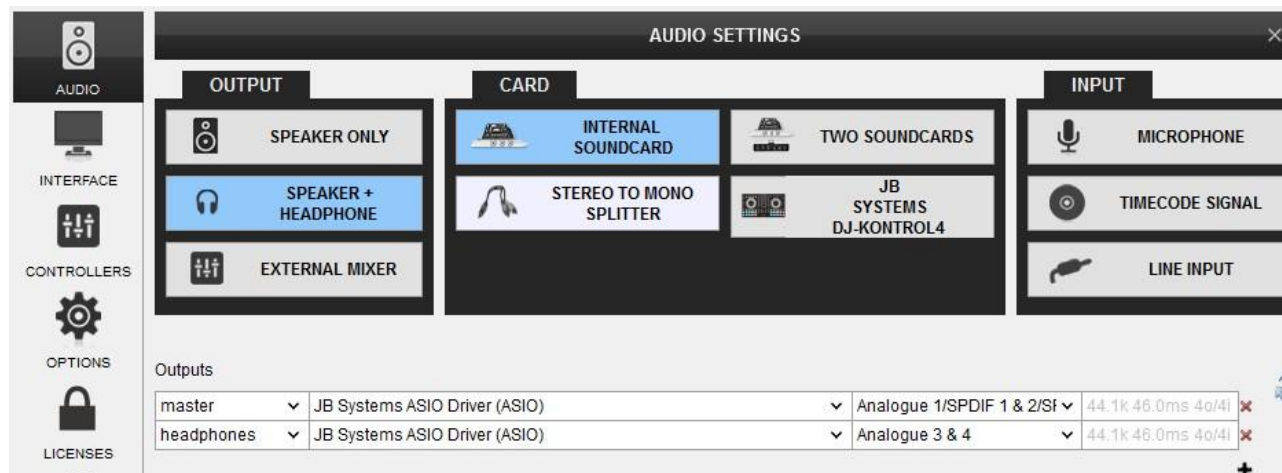 AUDIO SETTINGS
×
AUDIO
INTERFACE
CONTROLLERS
OPTIONS
LICENSES
OUTPUT
SPEAKER ONLY
SPEAKER +
HEADPHONE
EXTERNAL MIXER
CARD
INTERNAL
SOUNDCARD
TWO SOUNDCARDS
STEREO TO MONO
SPLITTER
JB
SYSTEMS
DJ-KONTROL4
INPUT
MICROPHONE
TIMECODE SIGNAL
LINE INPUT
Outputs
master JB Systems ASIO Driver (ASIO) Analogue 1/SPDIF 1 & 2/SF 44.1k 46.0ms 4o/4i
headphones JB Systems ASIO Driver (ASIO) Analogue 3 & 4 44.1k 46.0ms 4o/4i